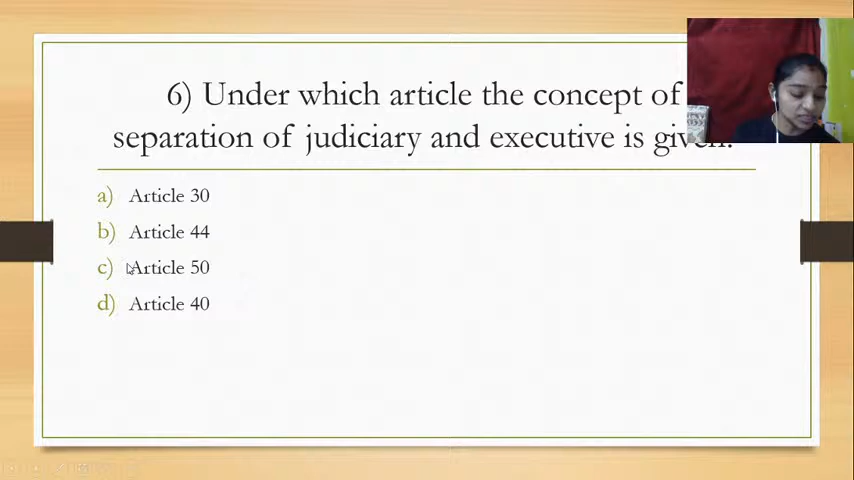 6) Under which article the concept of
separation of judiciary and executive is given.
a) Article 30
b) Article 44
c) Article 50
d) Article 40